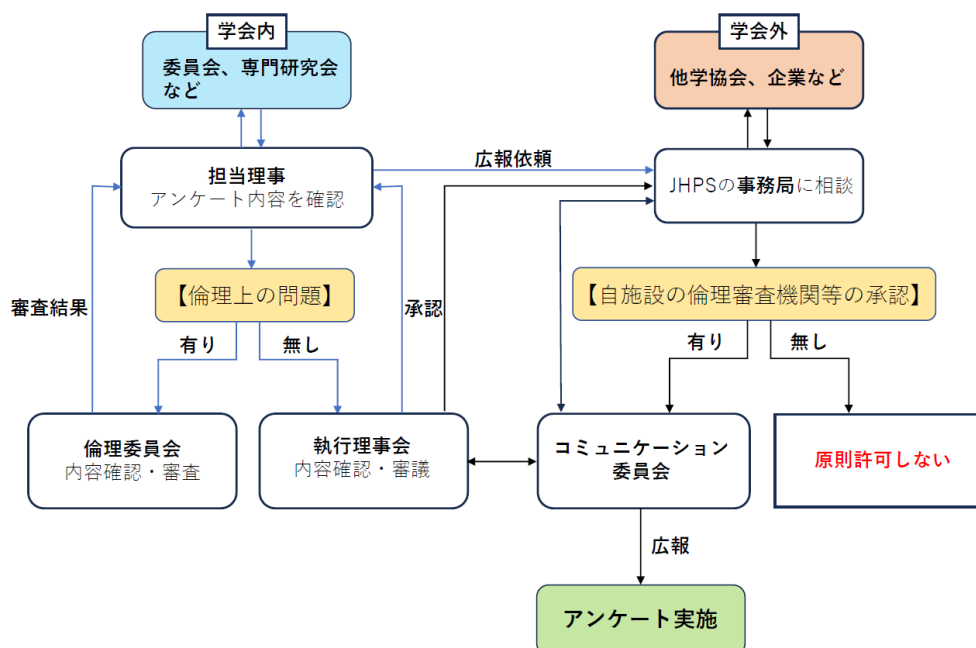 学会内
委員会、専門研究会
など
学会外
他学協会、企業など
担当理事
アンケート内容を確認
広報依頼
JHPSの事務局に相談
【倫理上の問題】
【自施設の倫理審査機関等の承認】
審査結果
承認
有り
無し
有り
無し
倫理委員会
内容確認・審査
執行理事会
内容確認・審議
コミュニケーション
委員会
原則許可しない
広報
アンケート実施